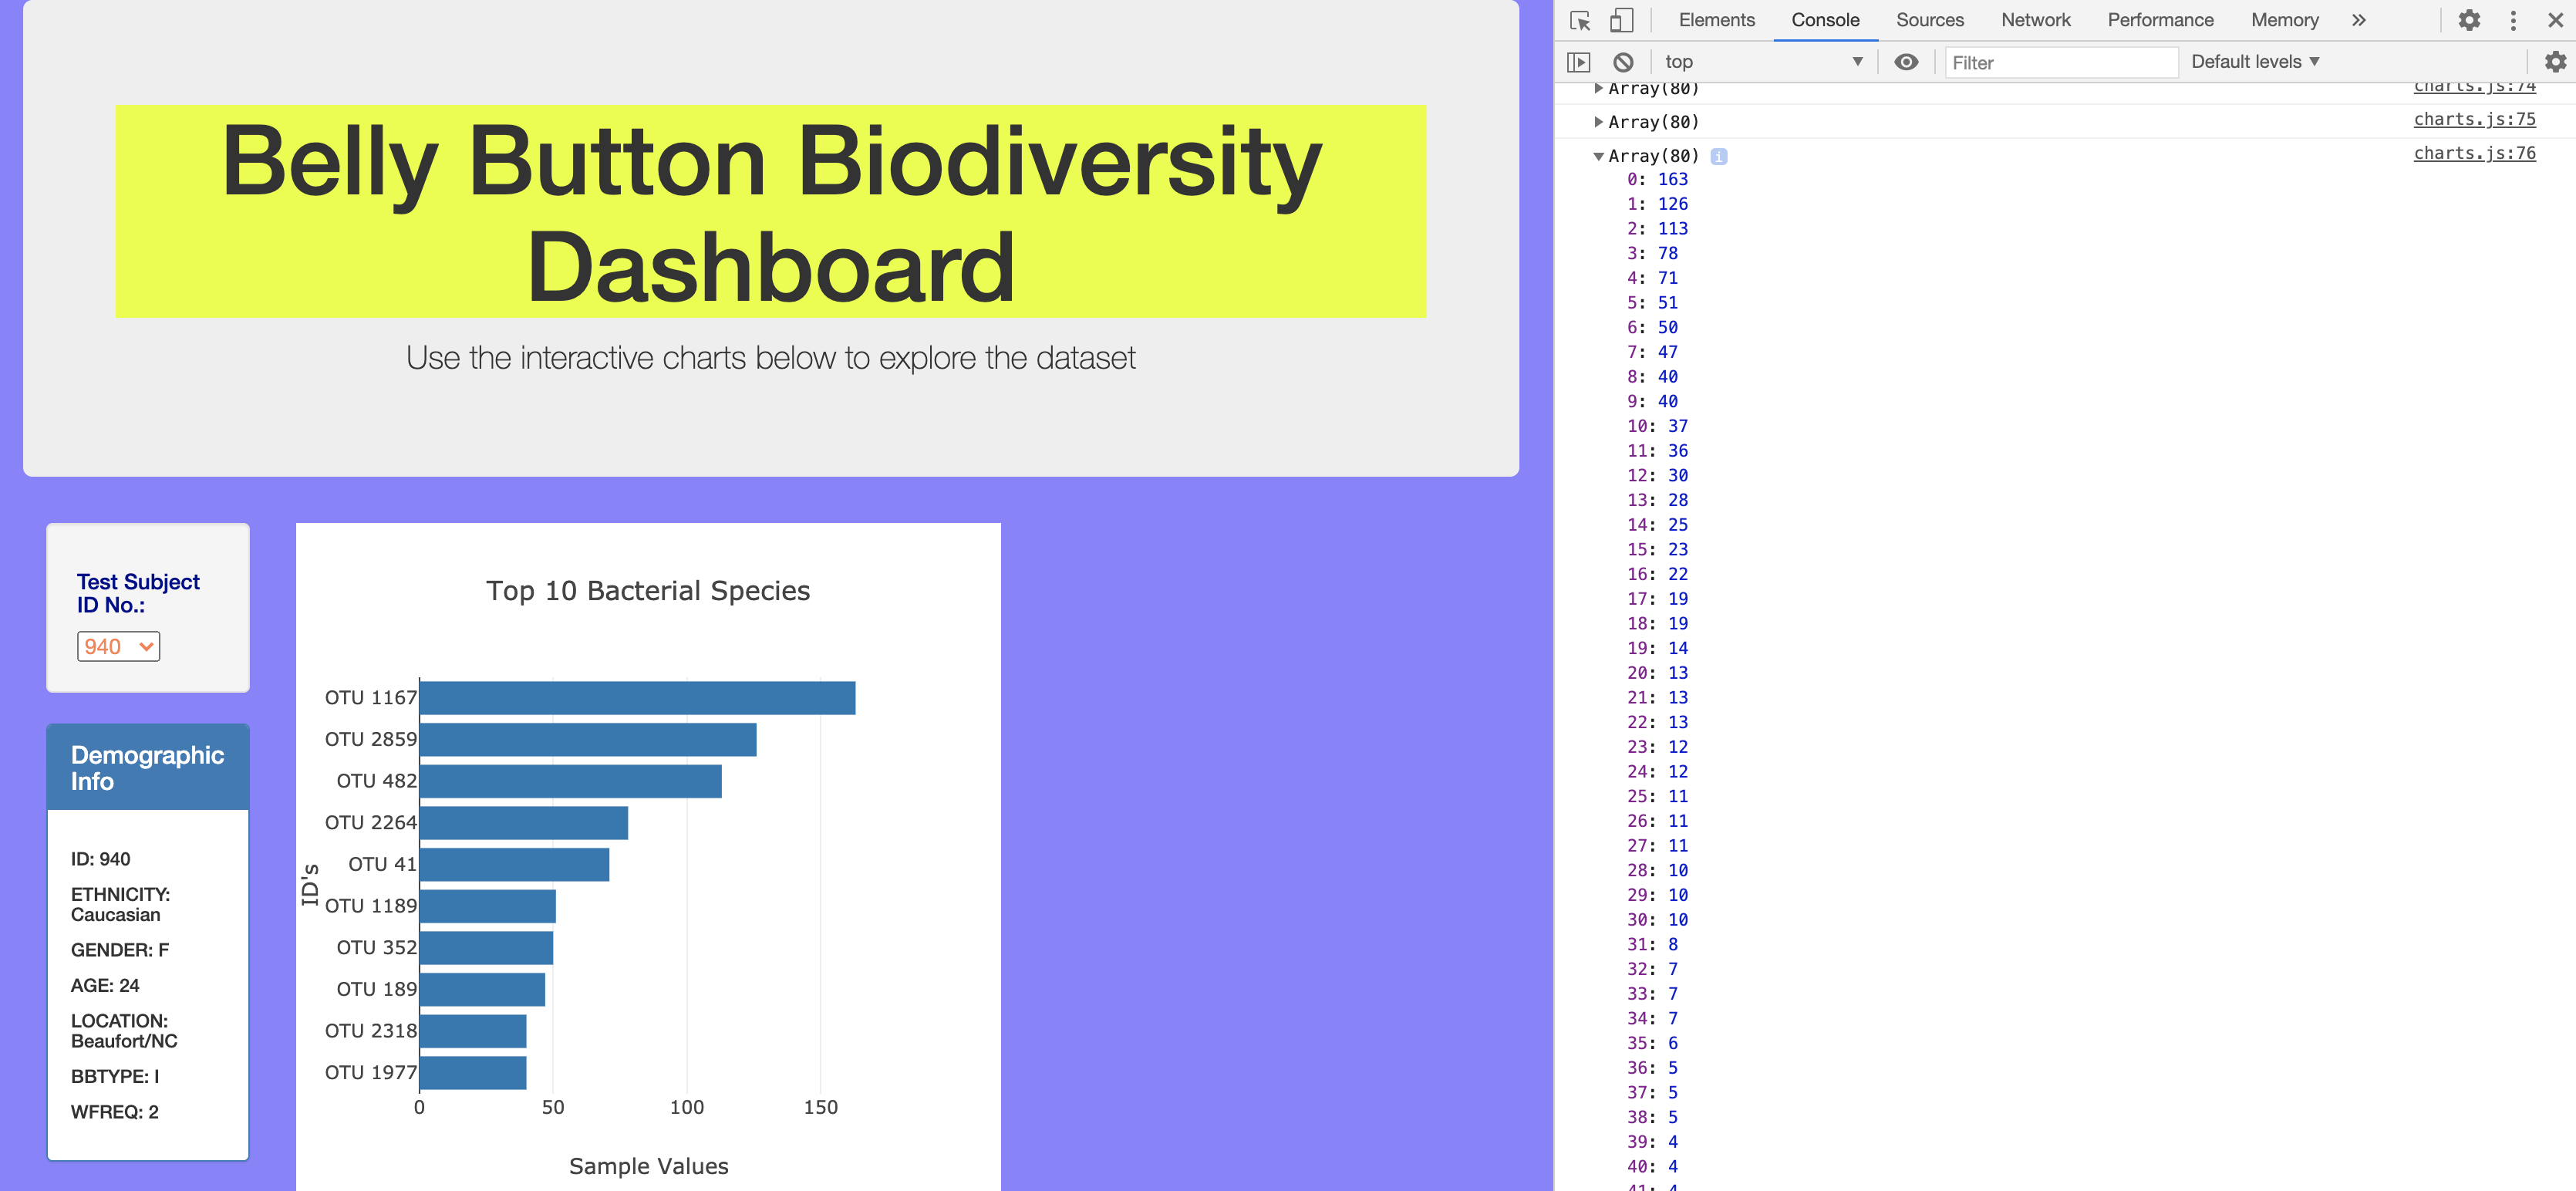 Belly Button Biodiversity
Dashboard
Use the interactive charts below to explore the dataset
Test Subject
ID No.:
940
Demographic
Info
ID: 940
ETHNICITY:
Caucasian
GENDER: F
AGE: 24
LOCATION:
Beaufort/NC
BBTYPE: I
WFREQ: 2
Top 10 Bacterial Species
ID's
OTU 1167
OTU 2859
OTU 482
OTU 2264
OTU 41
OTU 1189
OTU 352
OTU 189
OTU 2318
OTU 1977
0 50 100 150
Sample Values
Elements Console Sources Network Performance Memory »
top Filter Default levels
Array(80) charts.js:74
Array(80) charts.js:75
Array(80) i charts.js:76
0: 163
1: 126
2: 113
3: 78
4: 71
5: 51
6: 50
7: 47
8: 40
9: 40
10: 37
11: 36
12: 30
13: 28
14: 25
15: 23
16: 22
17: 19
18: 19
19: 14
20: 13
21: 13
22: 13
23: 12
24: 12
25: 11
26: 11
27: 11
28: 10
29: 10
30: 10
31: 8
32: 7
33: 7
34: 7
35: 6
36: 5
37: 5
38: 5
39: 4
40: 4
41: 4